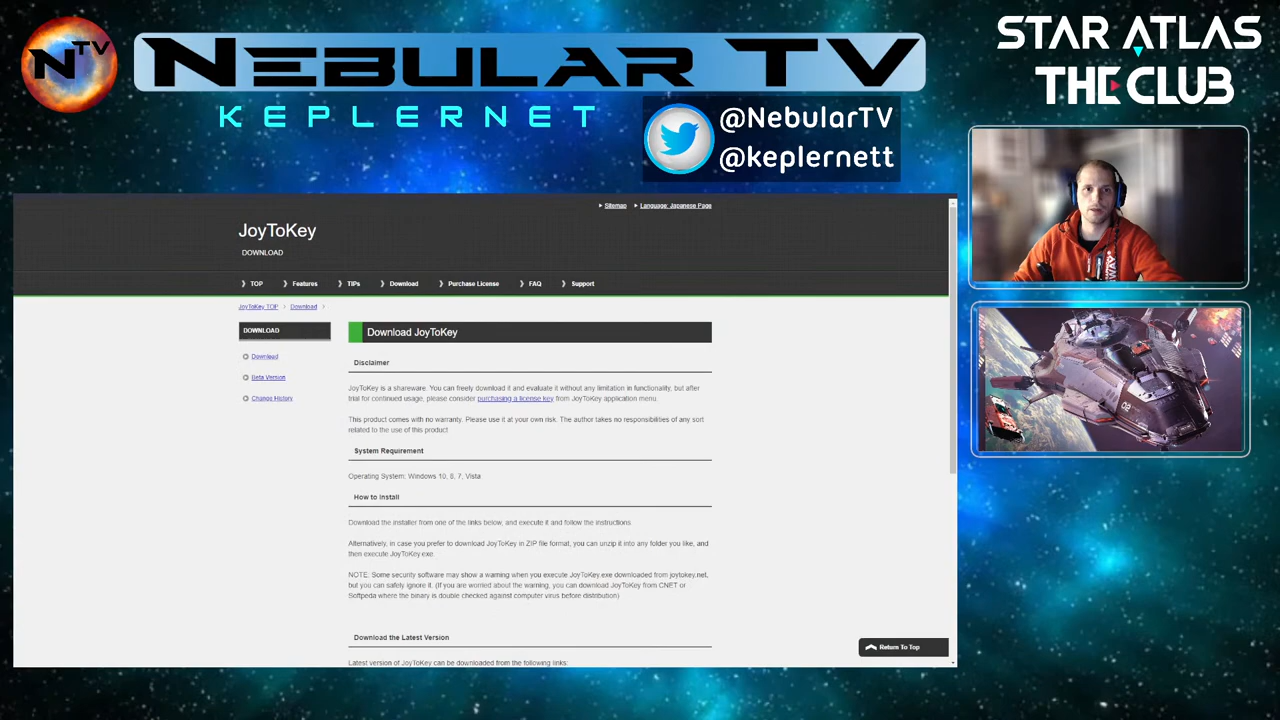 N TV
NEBULAR TV
KEPLERNET
@NebularTV
@keplernett
STAR ATLAS
THE CLUB
Sitemap
Language: Japanese Page
JoyToKey
DOWNLOAD
TOP
Features
TIPs
Download
Purchase License
FAQ
Support
JoyToKey TOP
Download
DOWNLOAD
Download
Beta Version
Change History
Download JoyToKey
Disclaimer
JoyToKey is a shareware. You can freely download it and evaluate it without any limitation in functionality, but after
trial for continued usage, please consider purchasing a license key from JoyToKey application menu.
This product comes with no warranty. Please use it at your own risk. The author takes no responsibilities of any sort
related to the use of this product
System Requirement
Operating System: Windows 10, 8, 7, Vista
How to install
Download the installer from one of the links below, and execute it and follow the instructions.
Alternatively, in case you prefer to download JoyToKey in ZIP file format, you can unzip it into any folder you like, and
then execute JoyToKey.exe.
NOTE: Some security software may show a warning when you execute JoyToKey.exe downloaded from joytokey.net,
but you can safely ignore it. (If you are worried about the warning, you can download JoyToKey from CNET or
Softpedia where the binary is double checked against computer virus before distribution)
Download the Latest Version
Latest version of JoyToKey can be downloaded from the following links:
Return To Top